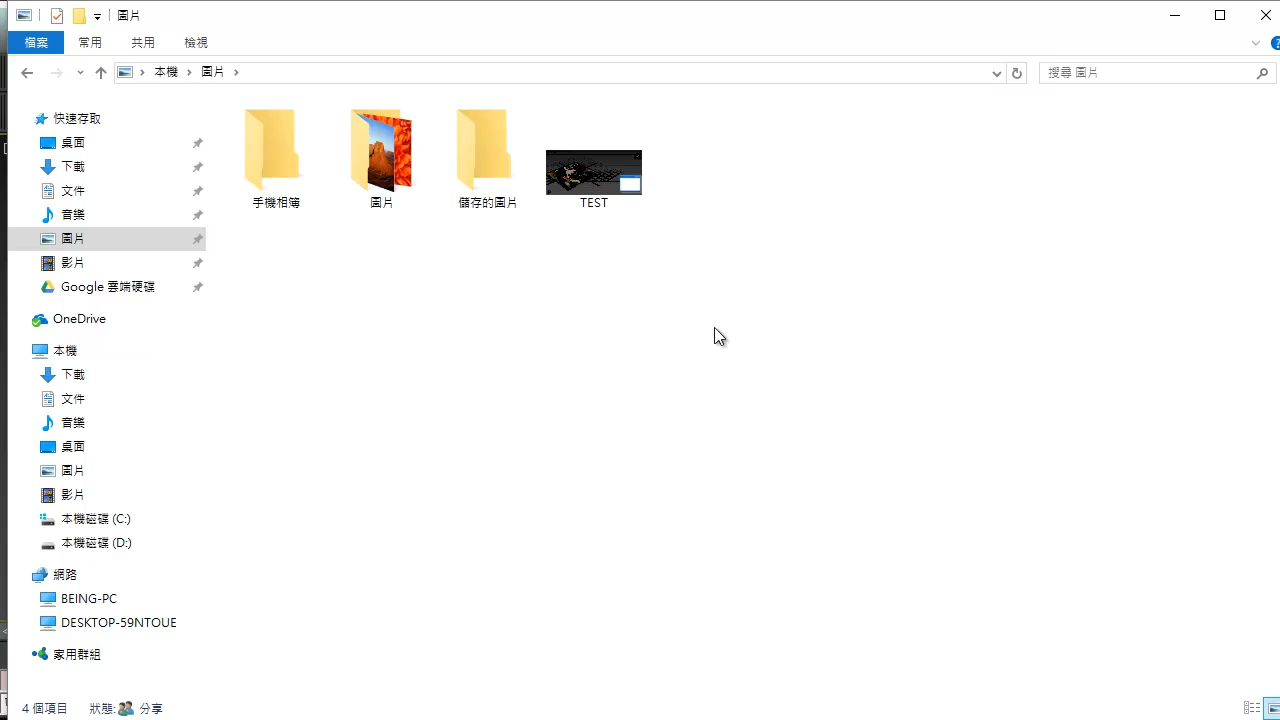 圖片
檔案 常用 共用 檢視
本機 圖片 搜尋 圖片
快速存取
桌面
下載
文件
音樂
圖片
影片
Google 雲端硬碟
OneDrive
本機
下載
文件
音樂
桌面
圖片
影片
本機磁碟 (C:)
本機磁碟 (D:)
網路
BEING-PC
DESKTOP-59NTOUE
家用群組
手機相簿 圖片 儲存的圖片 TEST
4 個項目 狀態: 分享